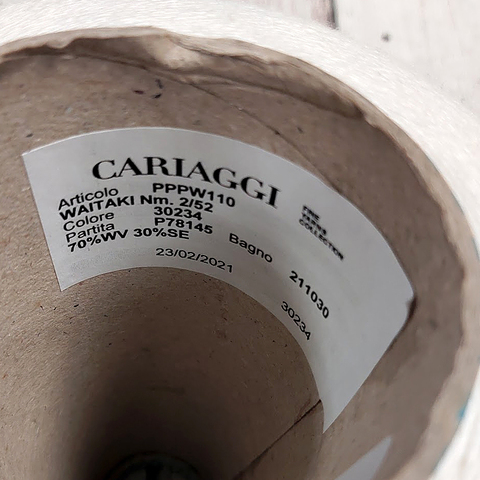 CARIAGGI
FINE
YARNS
COLLECTION
Articolo PPPW110
WAITAKI Nm. 2/52
Colore 30234
Partita P78145 Bagno 211030
70%WV 30%SE
23/02/2021 30234